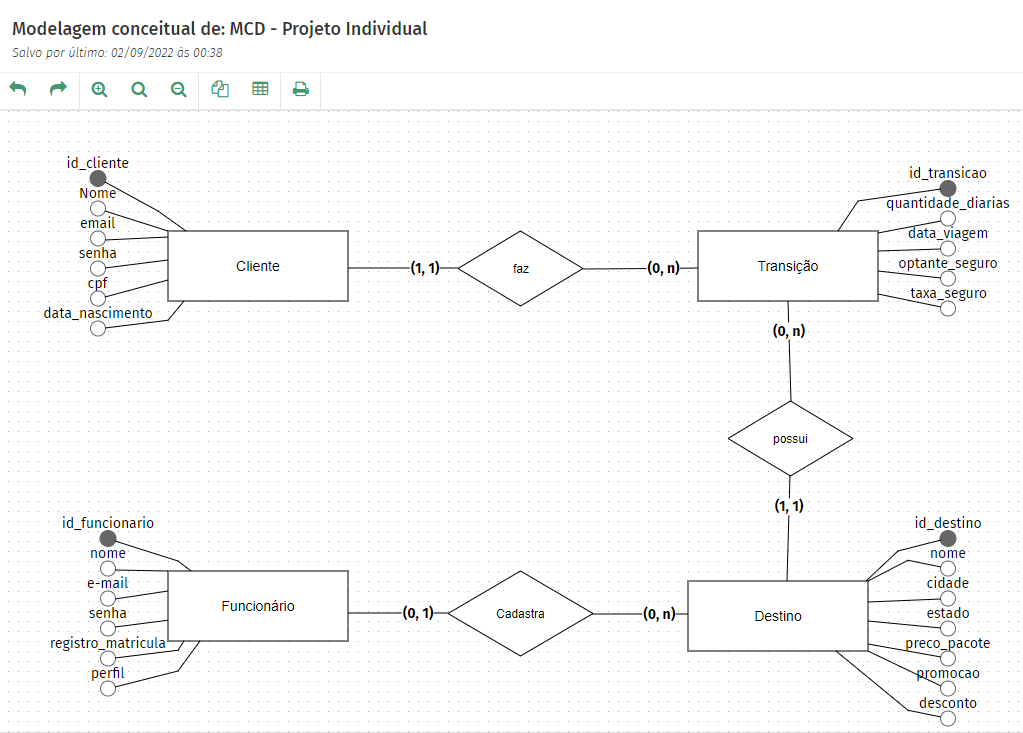 Modelagem conceitual de: MCD - Projeto Individual
Salvo por último: 02/09/2022 às 00:38
id_cliente
Nome
email
senha
cpf
data_nascimento
Cliente
(1, 1)
faz
(0, n)
Transição
id_transicao
quantidade_diarias
data_viagem
optante_seguro
taxa_seguro
(0, n)
possui
(1, 1)
id_funcionario
nome
e-mail
senha
registro_matricula
perfil
Funcionário
(0, 1)
Cadastra
(0, n)
Destino
id_destino
nome
cidade
estado
preco_pacote
promocao
desconto